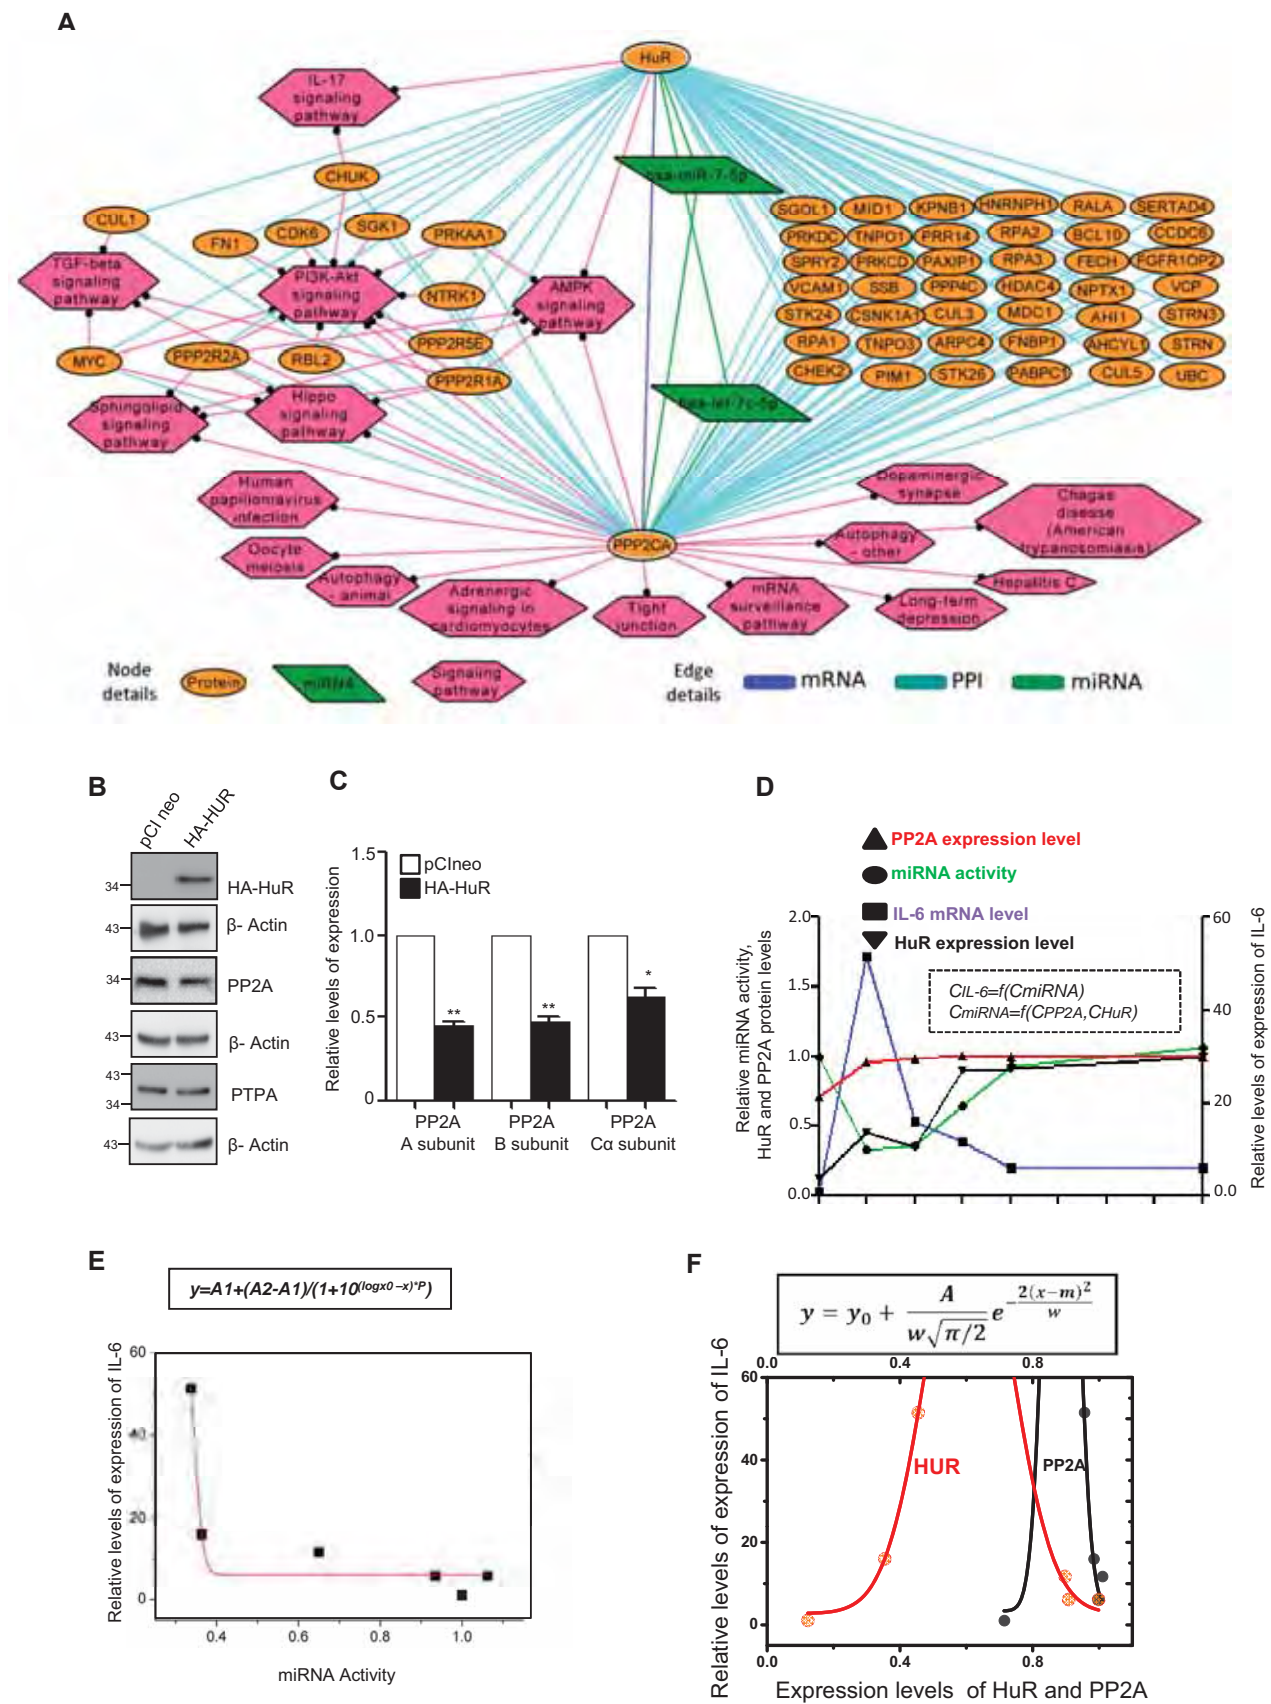 A
HuR
IL-17
signaling
pathway
hsa-miR-7-5p
CHUK
CUL1
FN1
CDK6
SGK1
PRKAA1
TGF-beta
signaling
pathway
PI3K-Akt
signaling
pathway
NTRK1
AMPK
signaling
pathway
MYC
PPP2R2A
RBL2
PPP2R5E
PPP2R1A
Sphingolipid
signaling
pathway
Hippo
signaling
pathway
hsa-let-7c-5p
SGOL1 MID1 KPNB1 HNRNPH1 RALA SERTAD4
PRKDC TNPO1 PRR14 RPA2 BCL10 CCDC6
SPRY2 PRKCD PAXIP1 RPA3 FECH FGFR1OP2
VCAM1 SSB PPP4C HDAC4 NPTX1 VCP
STK24 CSNK1A1 CUL3 MDC1 AHI1 STRN3
RPA1 TNPO3 ARPC4 FNBP1 AHCYL1 STRN
CHEK2 PIM1 STK26 PABPC1 CUL5 UBC
Human
papillomavirus
infection
Oocyte
meiosis
Autophagy
- animal
Adrenergic
signaling in
cardiomyocytes
PPP2CA
Tight
junction
mRNA
surveillance
pathway
Long-term
depression
Hepatitis C
Autophagy
- other
Dopaminergic
synapse
Chagas
disease
(American
trypanosomiasis)
Node
details
Protein
miRNA
Signaling
pathway
Edge
details
mRNA
PPI
miRNA
B
pCI neo
HA-HUR
34 HA-HuR
43 β- Actin
34 PP2A
43 β- Actin
43
34 PTPA
43 β- Actin
C
Relative levels of expression
1.5
1.0
0.5
0
pCIneo
HA-HuR
**
**
*
PP2A
A subunit
PP2A
B subunit
PP2A
Cα subunit
D
PP2A expression level
miRNA activity
IL-6 mRNA level
HuR expression level
CIL-6=f(CmiRNA)
CmiRNA=f(CPP2A,CHuR)
Relative miRNA activity,
HuR and PP2A protein levels
2.0
1.5
1.0
0.5
0.0
60
40
20
0.0
Relative levels of expression of IL-6
E
y=A1+(A2-A1)/(1+10^(logx0-x)*P)
Relative levels of expression of IL-6
60
40
20
0
0.4 0.6 0.8 1.0
miRNA Activity
F
y = y₀ + A/(w√π/2) e^(-2(x-m)²/w)
0.0 0.4 0.8
Relative levels of expression of IL-6
60
40
20
0
HUR
PP2A
0.0 0.4 0.8
Expression levels of HuR and PP2A